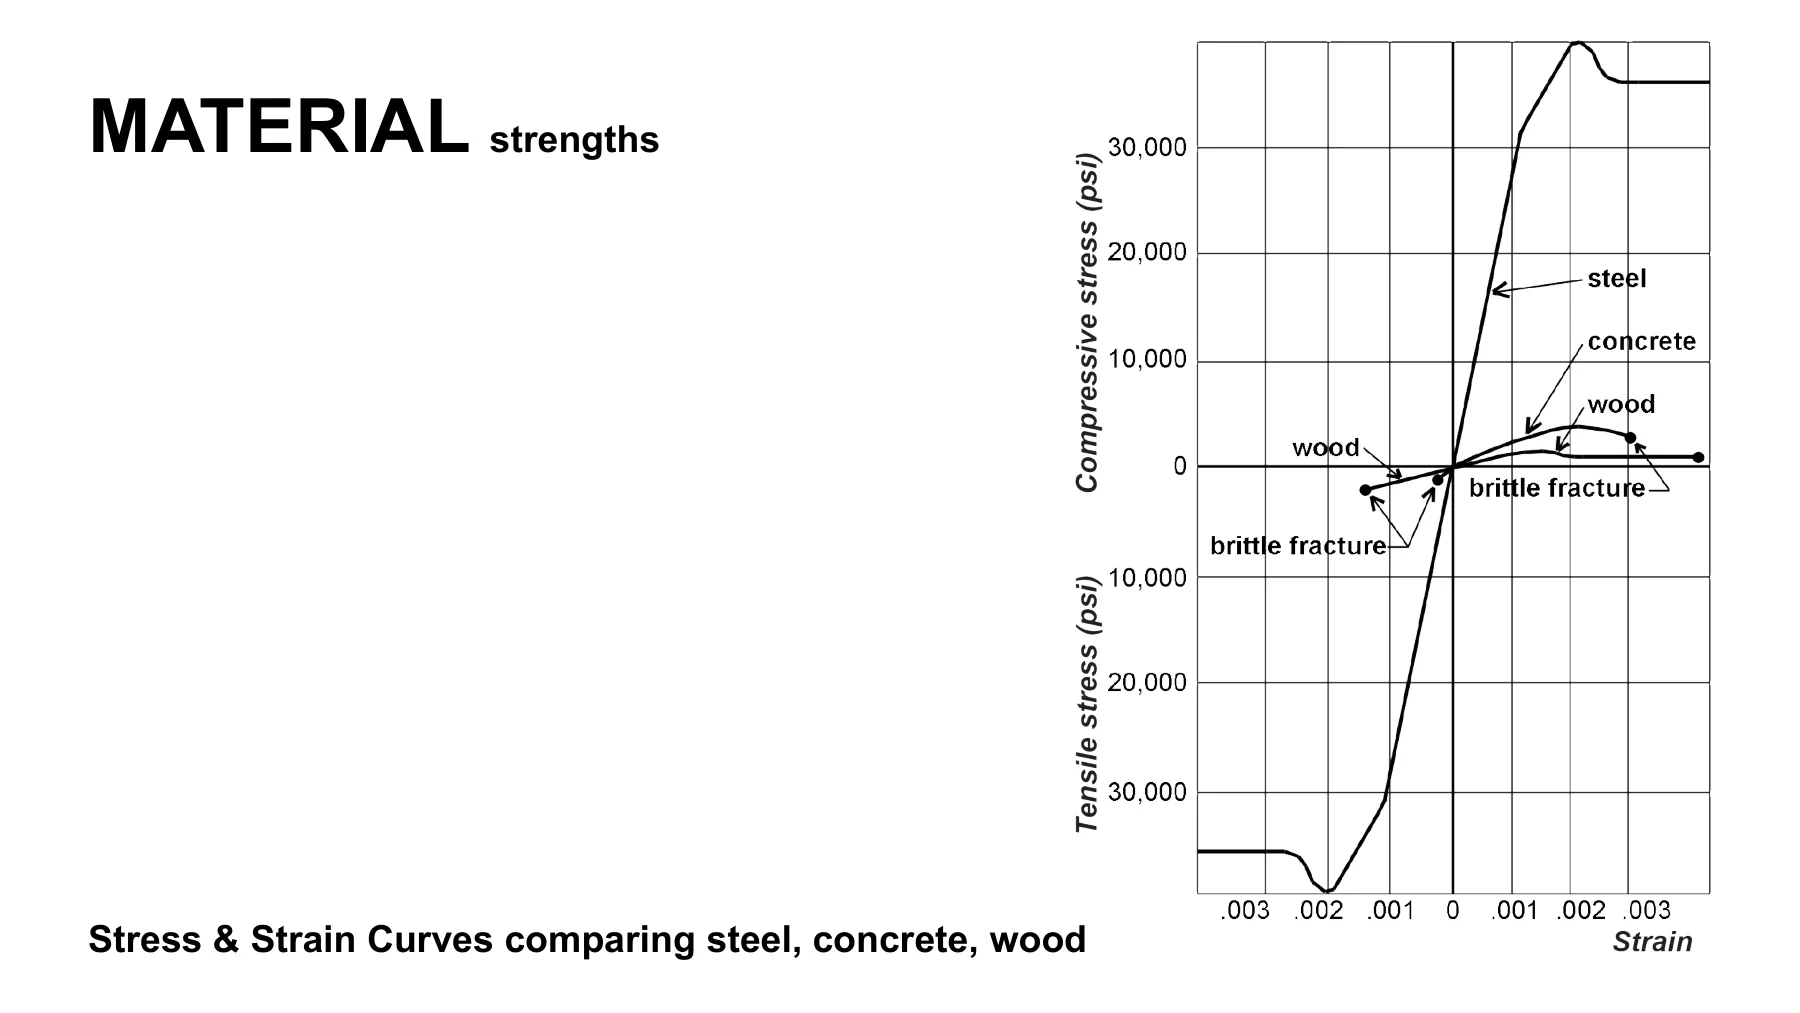 MATERIAL strengths
Compressive stress (psi)
Tensile stress (psi)
30,000
20,000
10,000
0
10,000
20,000
30,000
steel
concrete
wood
wood
brittle fracture
brittle fracture
.003 .002 .001 0 .001 .002 .003
Strain
Stress & Strain Curves comparing steel, concrete, wood